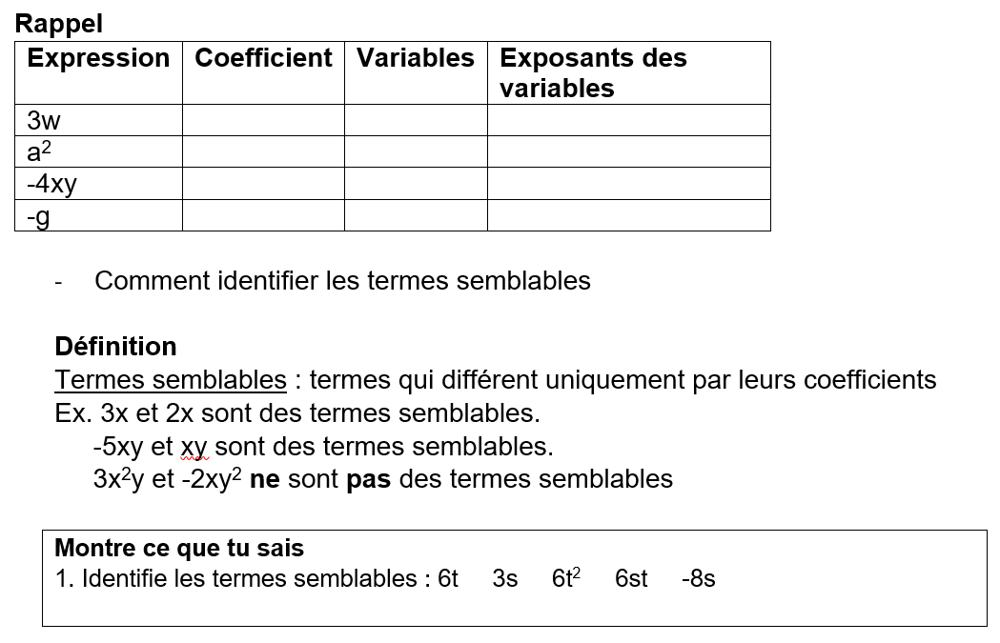 Rappel
Expression Coefficient Variables Exposants des
variables
3w
a²
-4xy
-g
- Comment identifier les termes semblables
Définition
Termes semblables : termes qui différent uniquement par leurs coefficients
Ex. 3x et 2x sont des termes semblables.
-5xy et xy sont des termes semblables.
3x²y et -2xy² ne sont pas des termes semblables
Montre ce que tu sais
1. Identifie les termes semblables : 6t 3s 6t² 6st -8s